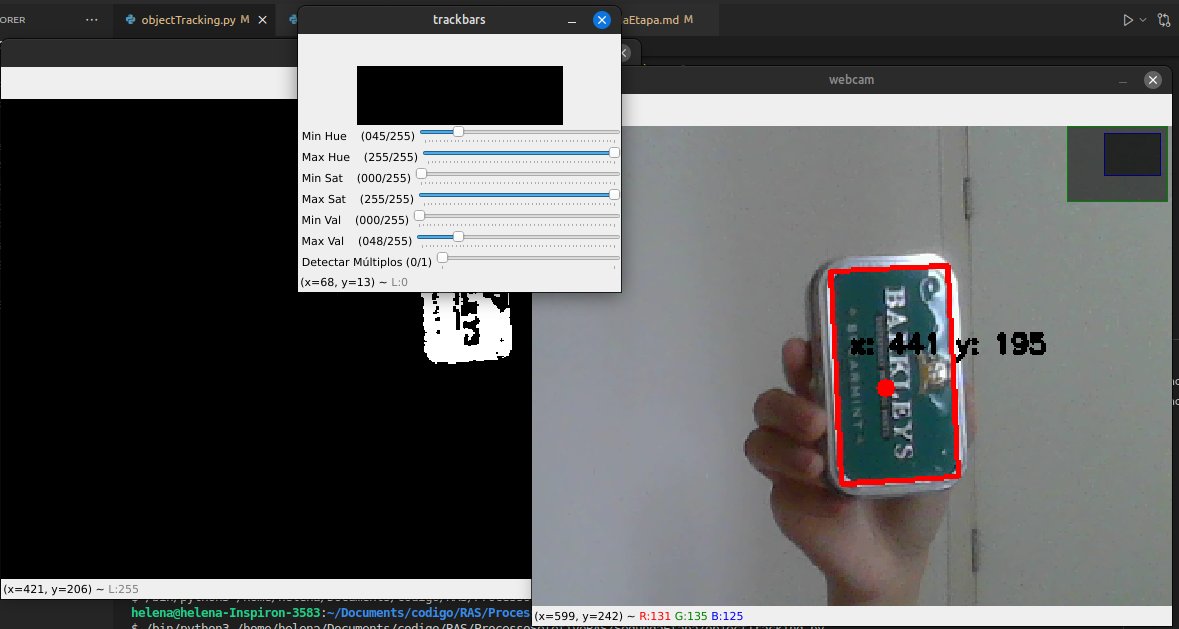 ORER
··· 
objectTracking.py M
aEtapa.md M
trackbars
webcam
Min Hue (045/255)
Max Hue (255/255)
Min Sat (000/255)
Max Sat (255/255)
Min Val (000/255)
Max Val (048/255)
Detectar Múltiplos (0/1)
(x=68, y=13) ~ L:0
BARKLEYS
SPEARMINT
x: 441 y: 195
(x=421, y=206) ~ L:255
(x=599, y=242) ~ R:131 G:135 B:125
helena@helena-Inspiron-3583:~/Documents/codigo/RAS/Proces